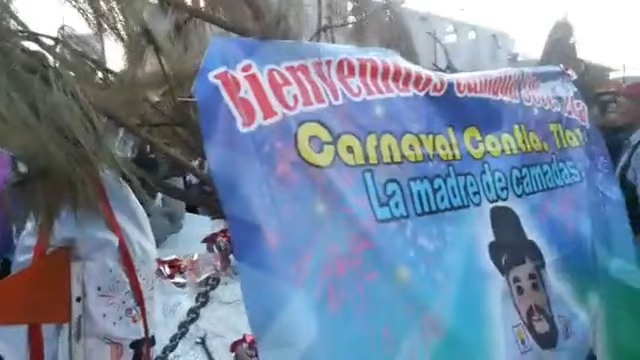 Bienvenidos
Carnaval Contla, Tlax
La madre de camadas